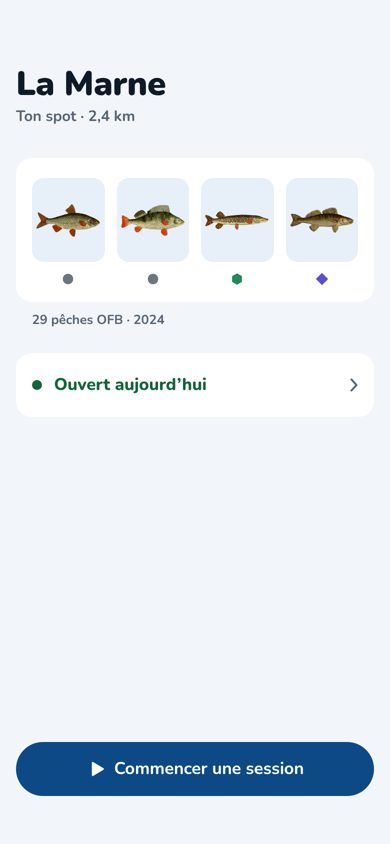 La Marne
Ton spot · 2,4 km
29 pêches OFB · 2024
Ouvert aujourd’hui
Commencer une session